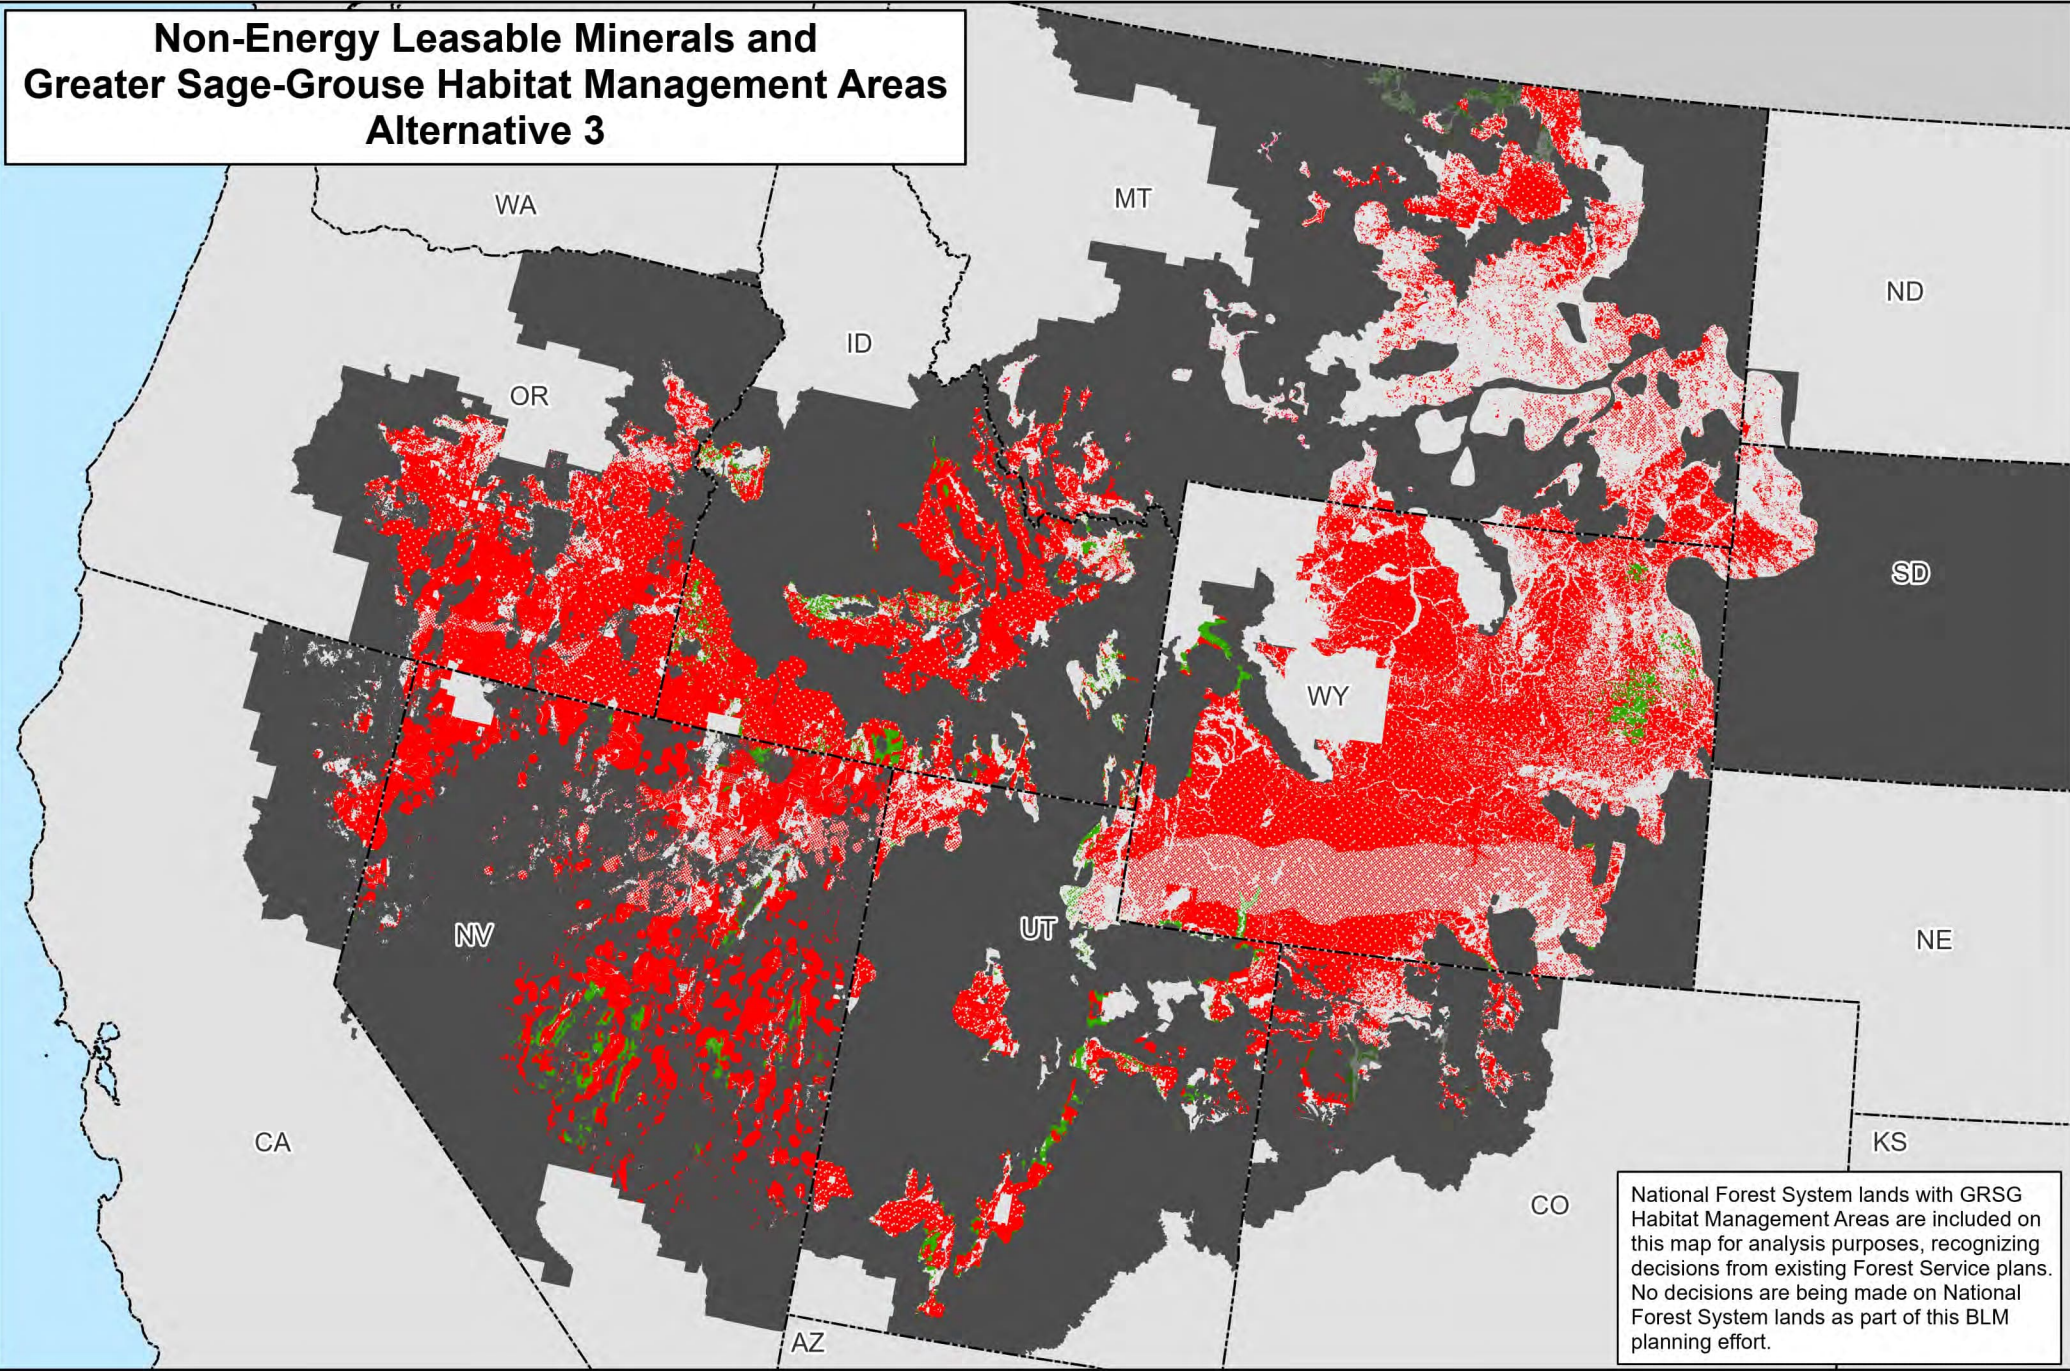 Non-Energy Leasable Minerals and
Greater Sage-Grouse Habitat Management Areas
Alternative 3
WA
MT
ND
ID
OR
SD
WY
UT
NV
NE
CA
KS
CO
AZ
National Forest System lands with GRSG
Habitat Management Areas are included on
this map for analysis purposes, recognizing
decisions from existing Forest Service plans.
No decisions are being made on National
Forest System lands as part of this BLM
planning effort.